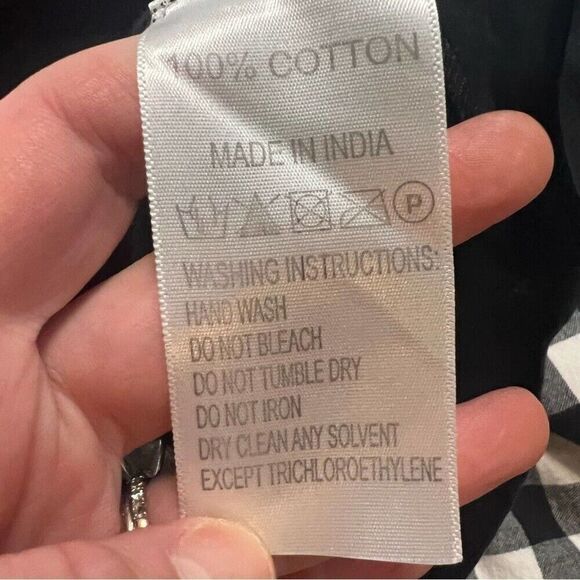 100% COTTON
MADE IN INDIA
P
WASHING INSTRUCTIONS:
HAND WASH
DO NOT BLEACH
DO NOT TUMBLE DRY
DO NOT IRON
DRY CLEAN ANY SOLVENT
EXCEPT TRICHLOROETHYLENE